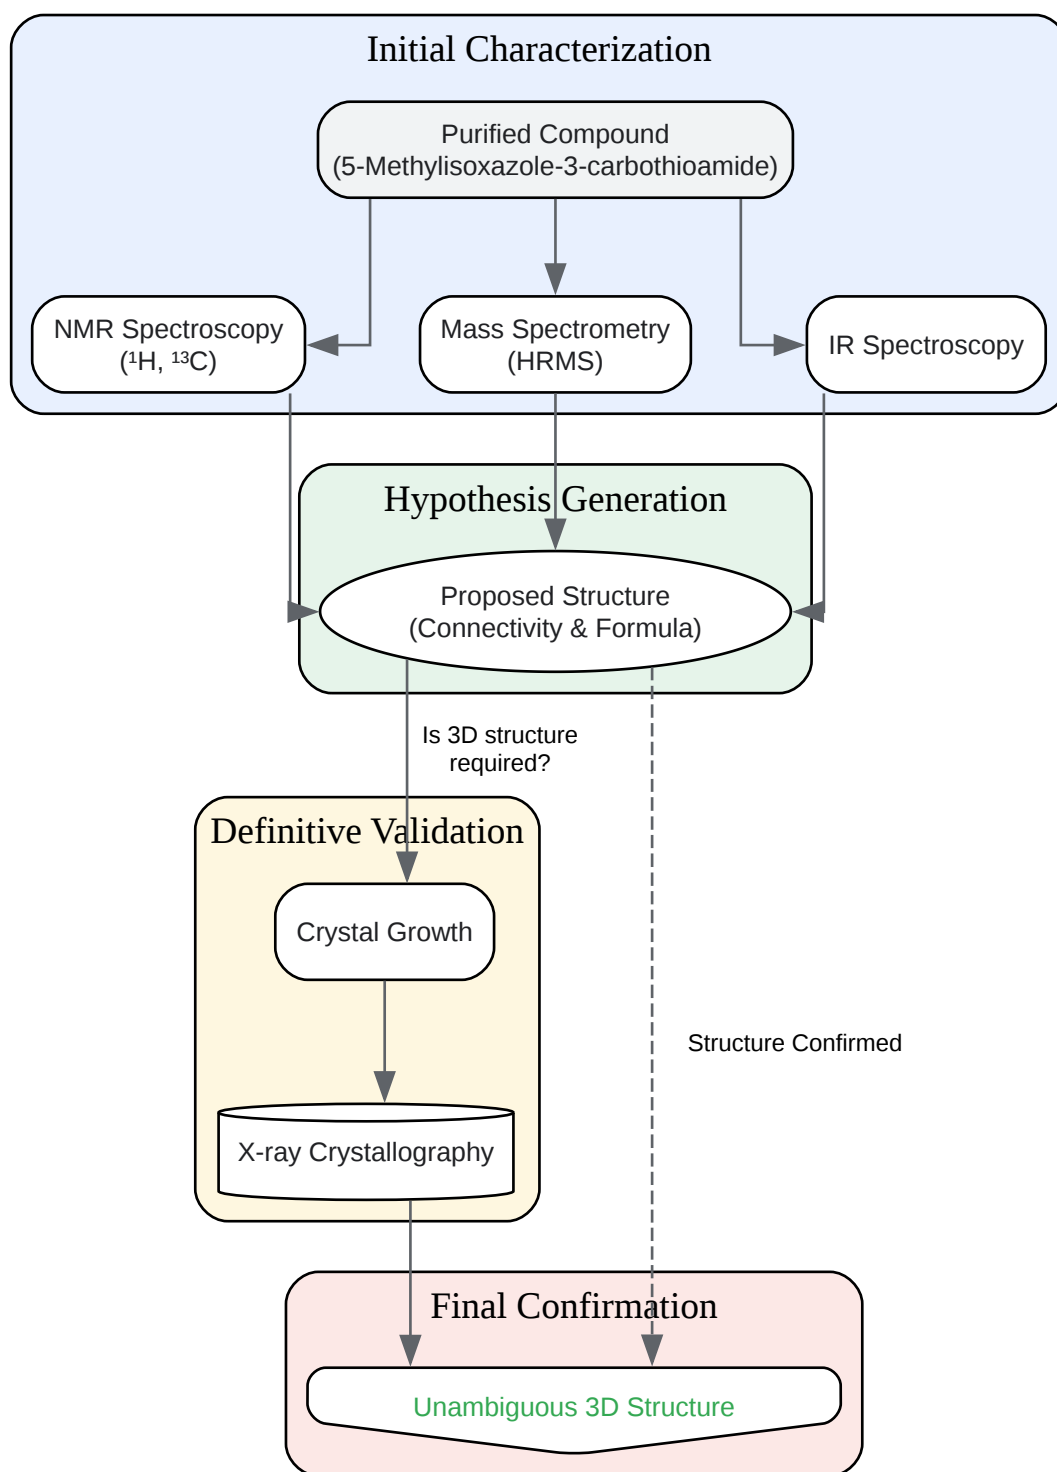 Initial Characterization
Purified Compound
(5-Methylisoxazole-3-carbothioamide)
NMR Spectroscopy
(¹H, ¹³C)
Mass Spectrometry
(HRMS)
IR Spectroscopy
Hypothesis Generation
Proposed Structure
(Connectivity & Formula)
Is 3D structure
required?
Definitive Validation
Crystal Growth
Structure Confirmed
X-ray Crystallography
Final Confirmation
Unambiguous 3D Structure